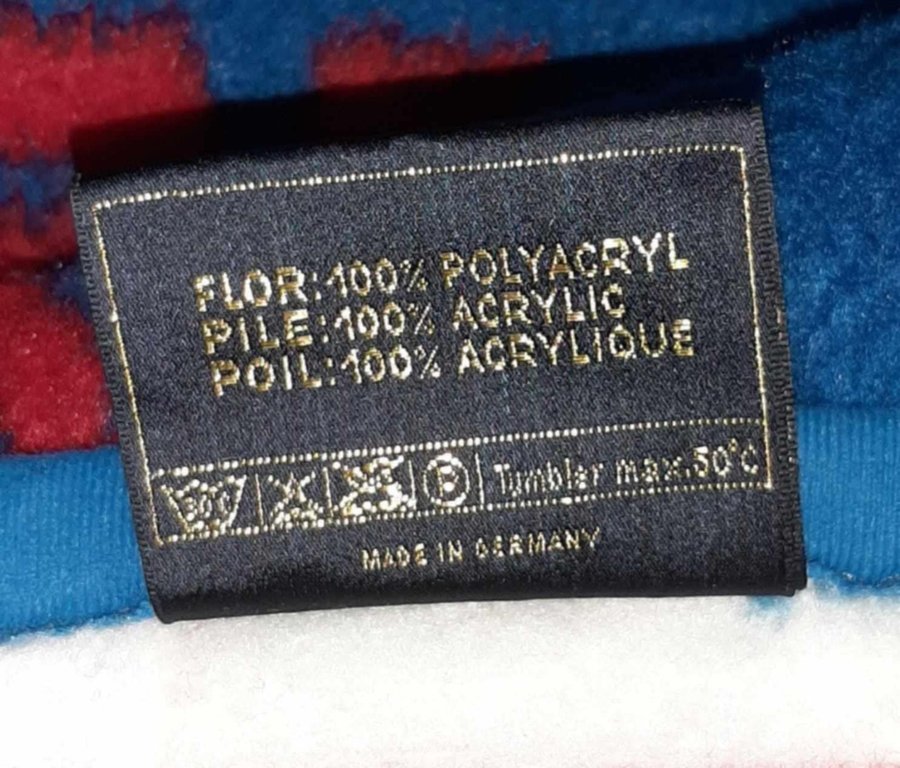 FLOR: 100% POLYACRYL
PILE: 100% ACRYLIC
POIL: 100% ACRYLIQUE
30°C P Tumbler max. 50°C
MADE IN GERMANY